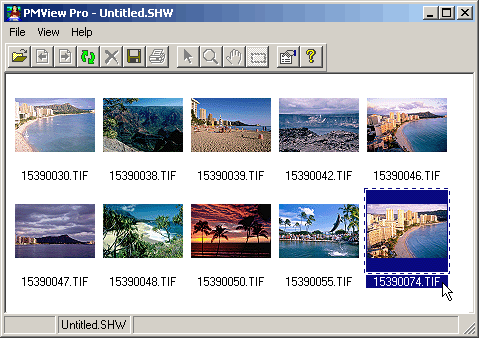 PMView Pro - Untitled.SHW
File View Help
15390030.TIF 15390038.TIF 15390039.TIF 15390042.TIF 15390046.TIF
15390047.TIF 15390048.TIF 15390050.TIF 15390055.TIF 15390074.TIF
Untitled.SHW